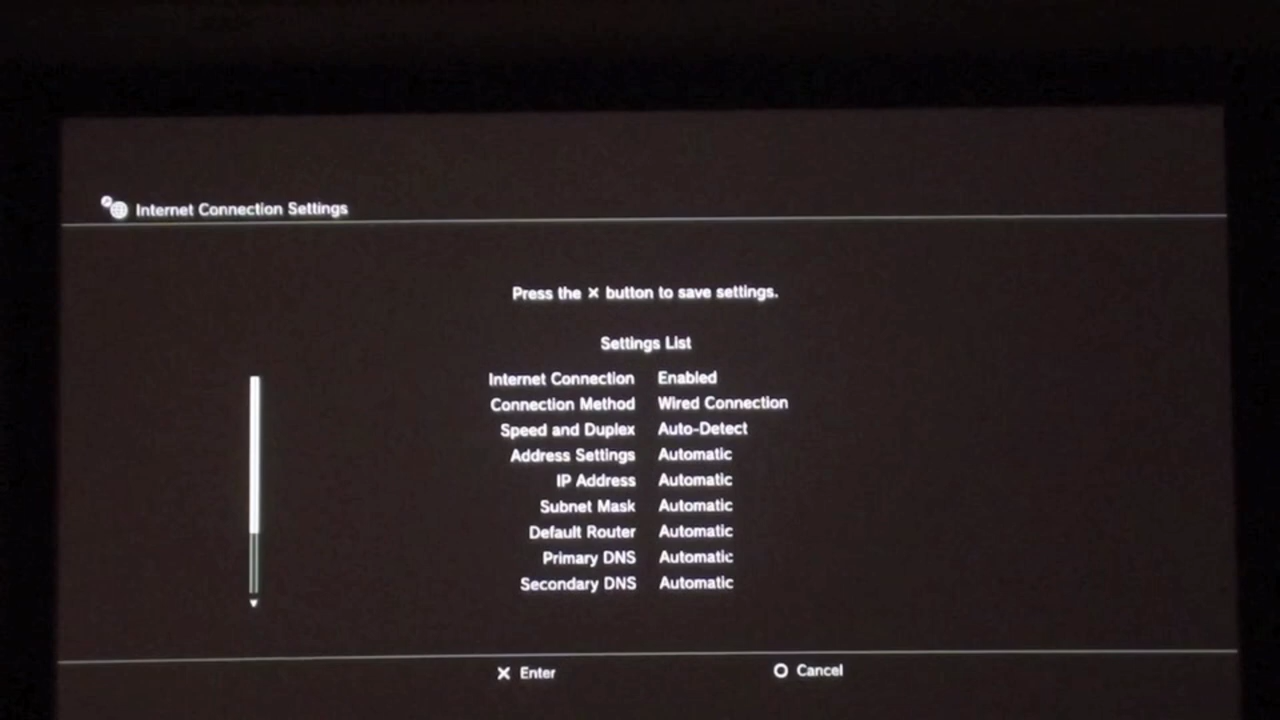 Internet Connection Settings
Press the ✕ button to save settings.
Settings List
Internet Connection Enabled
Connection Method Wired Connection
Speed and Duplex Auto-Detect
Address Settings Automatic
IP Address Automatic
Subnet Mask Automatic
Default Router Automatic
Primary DNS Automatic
Secondary DNS Automatic
✕ Enter ○ Cancel